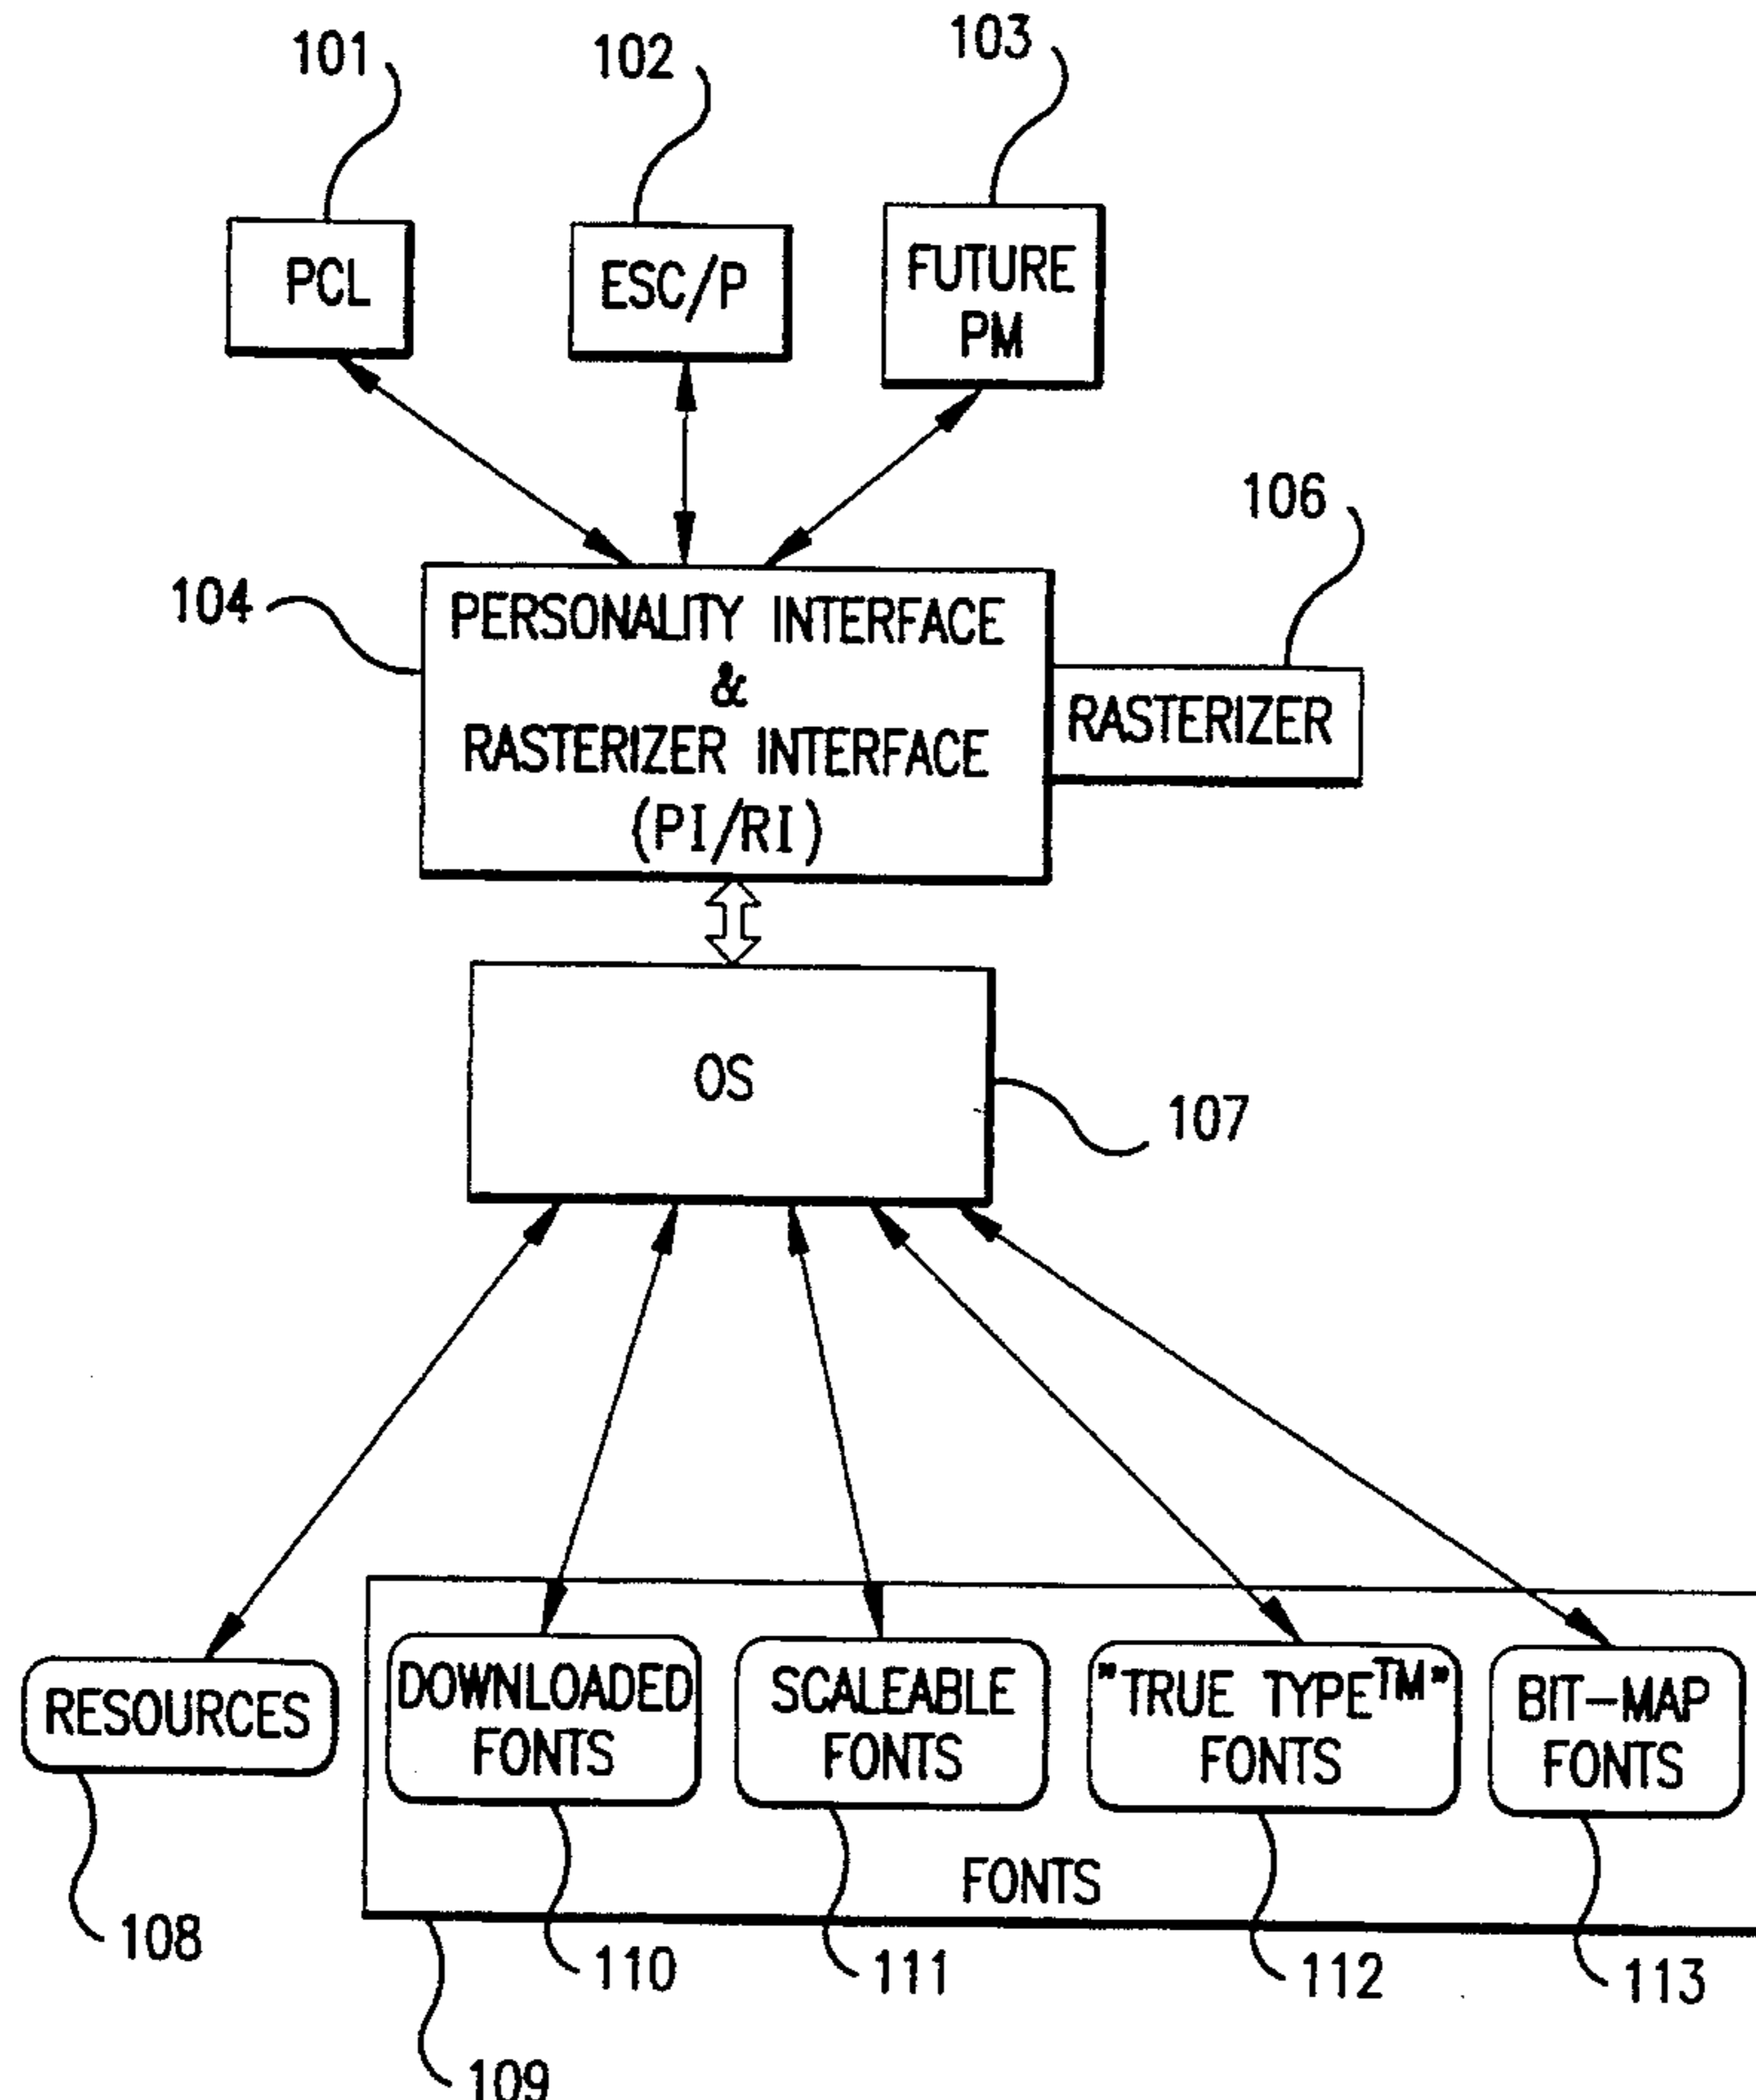 101
102
103
PCL
ESC/P
FUTURE
PM
106
104
PERSONALITY INTERFACE
&
RASTERIZER INTERFACE
(PI/RI)
RASTERIZER
OS
107
RESOURCES
DOWNLOADED
FONTS
SCALEABLE
FONTS
"TRUE TYPE™"
FONTS
BIT-MAP
FONTS
FONTS
108
110
111
112
113
109